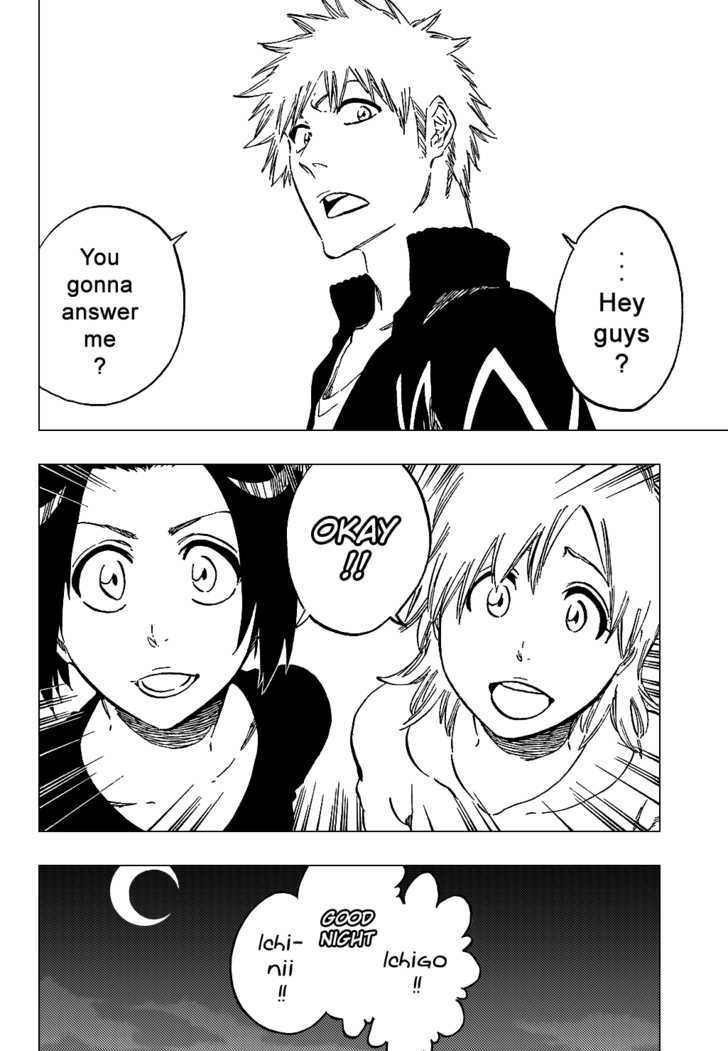 :
Hey
guys
?
You
gonna
answer
me
?
OKAY
!!
GOOD
NIGHT
Ichigo
!!
Ichi-
nii
!!